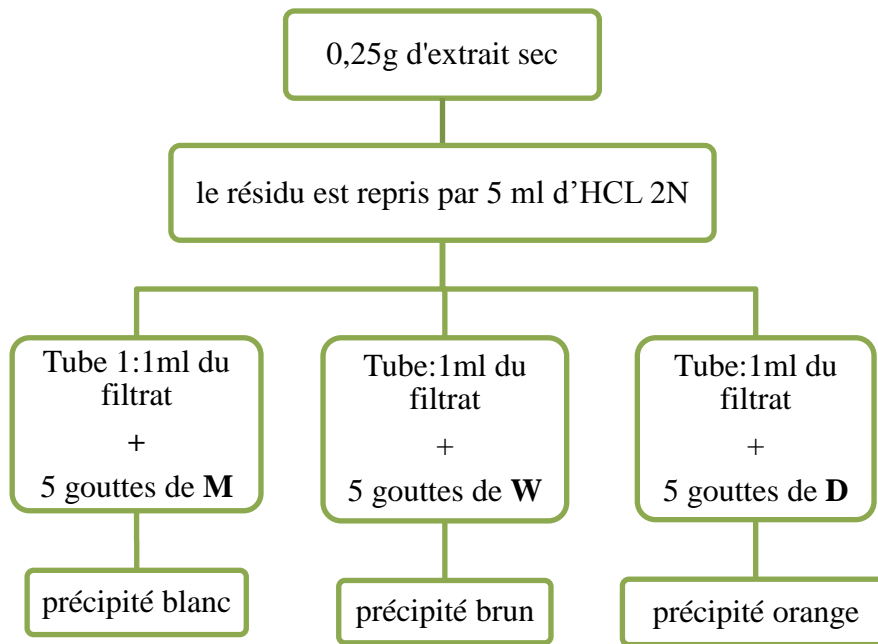 0,25g d'extrait sec
le résidu est repris par 5 ml d’HCL 2N
Tube 1:1ml du
filtrat
+
5 gouttes de M
Tube:1ml du
filtrat
+
5 gouttes de W
Tube:1ml du
filtrat
+
5 gouttes de D
précipité blanc
précipité brun
précipité orange